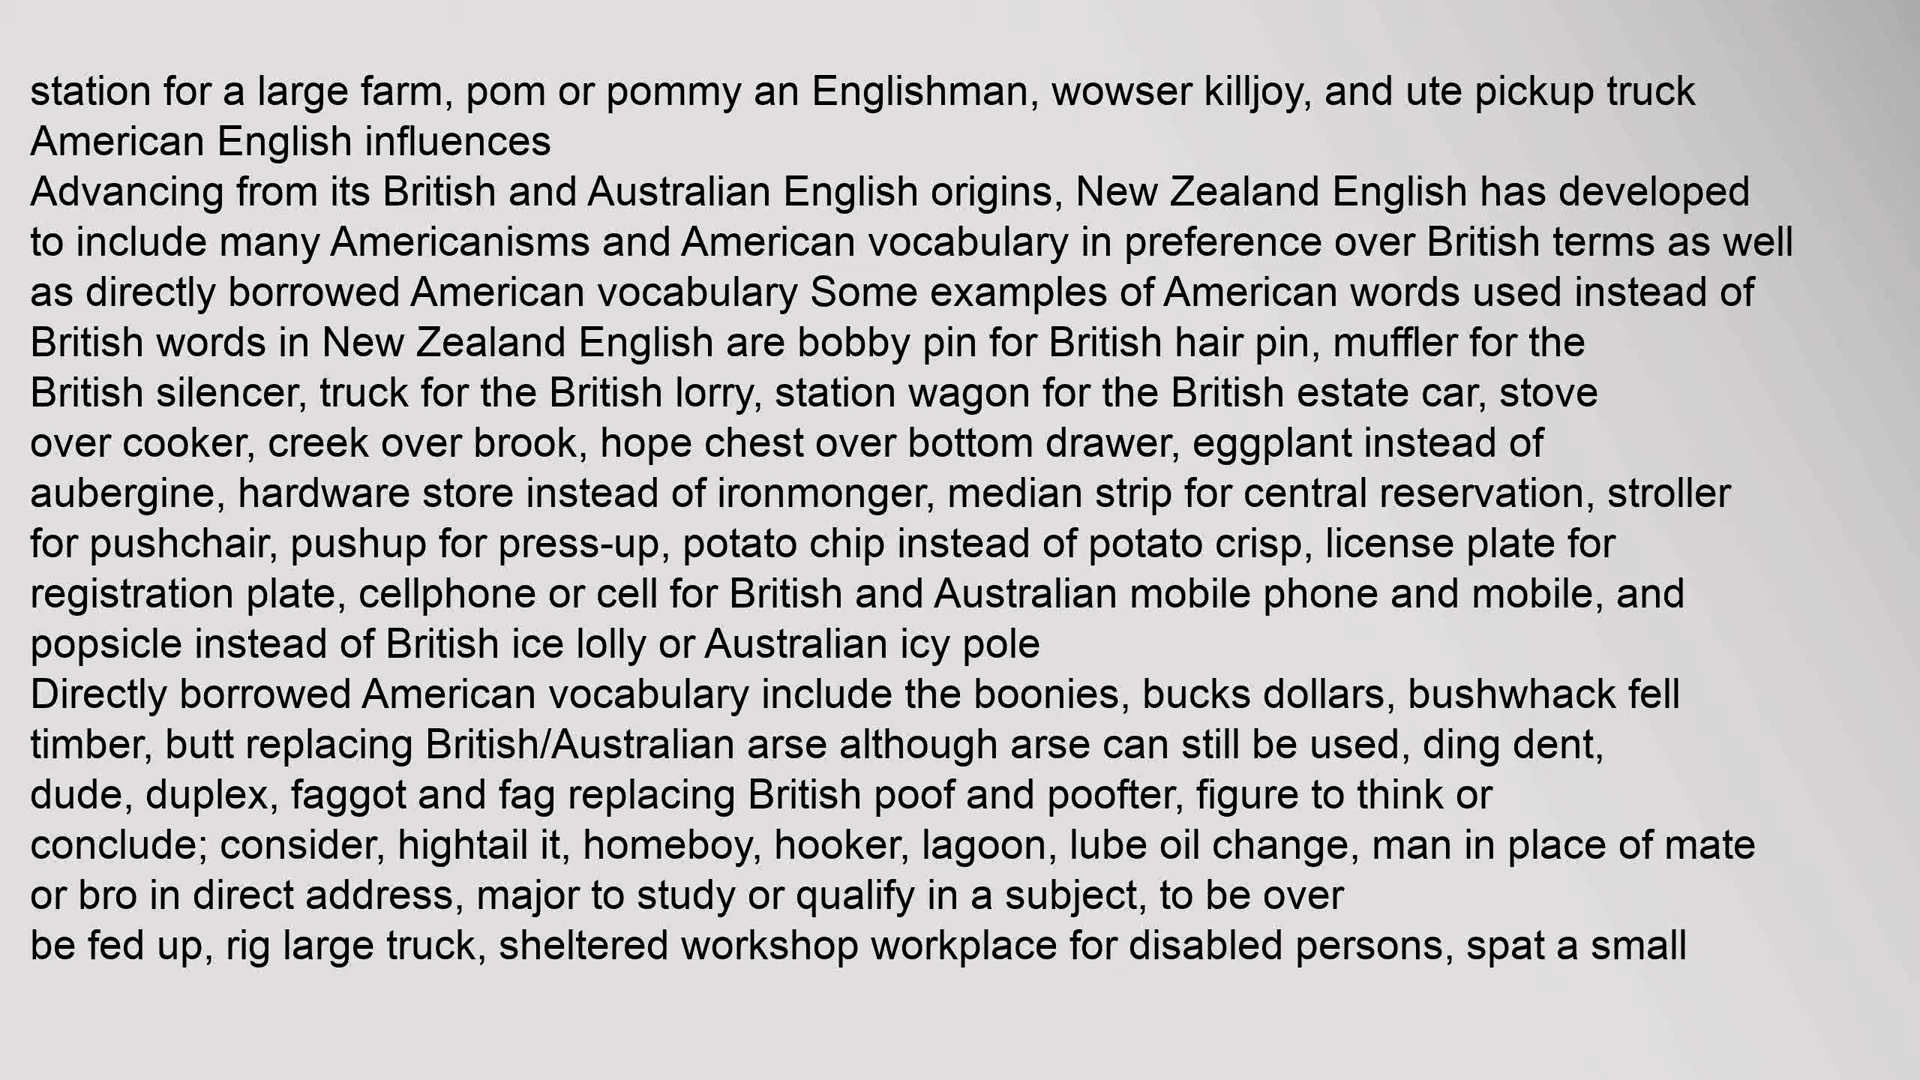 station for a large farm, pom or pommy an Englishman, wowser killjoy, and ute pickup truck
American English influences
Advancing from its British and Australian English origins, New Zealand English has developed
to include many Americanisms and American vocabulary in preference over British terms as well
as directly borrowed American vocabulary Some examples of American words used instead of
British words in New Zealand English are bobby pin for British hair pin, muffler for the
British silencer, truck for the British lorry, station wagon for the British estate car, stove
over cooker, creek over brook, hope chest over bottom drawer, eggplant instead of
aubergine, hardware store instead of ironmonger, median strip for central reservation, stroller
for pushchair, pushup for press-up, potato chip instead of potato crisp, license plate for
registration plate, cellphone or cell for British and Australian mobile phone and mobile, and
popsicle instead of British ice lolly or Australian icy pole
Directly borrowed American vocabulary include the boonies, bucks dollars, bushwhack fell
timber, butt replacing British/Australian arse although arse can still be used, ding dent,
dude, duplex, faggot and fag replacing British poof and poofter, figure to think or
conclude; consider, hightail it, homeboy, hooker, lagoon, lube oil change, man in place of mate
or bro in direct address, major to study or qualify in a subject, to be over
be fed up, rig large truck, sheltered workshop workplace for disabled persons, spat a small